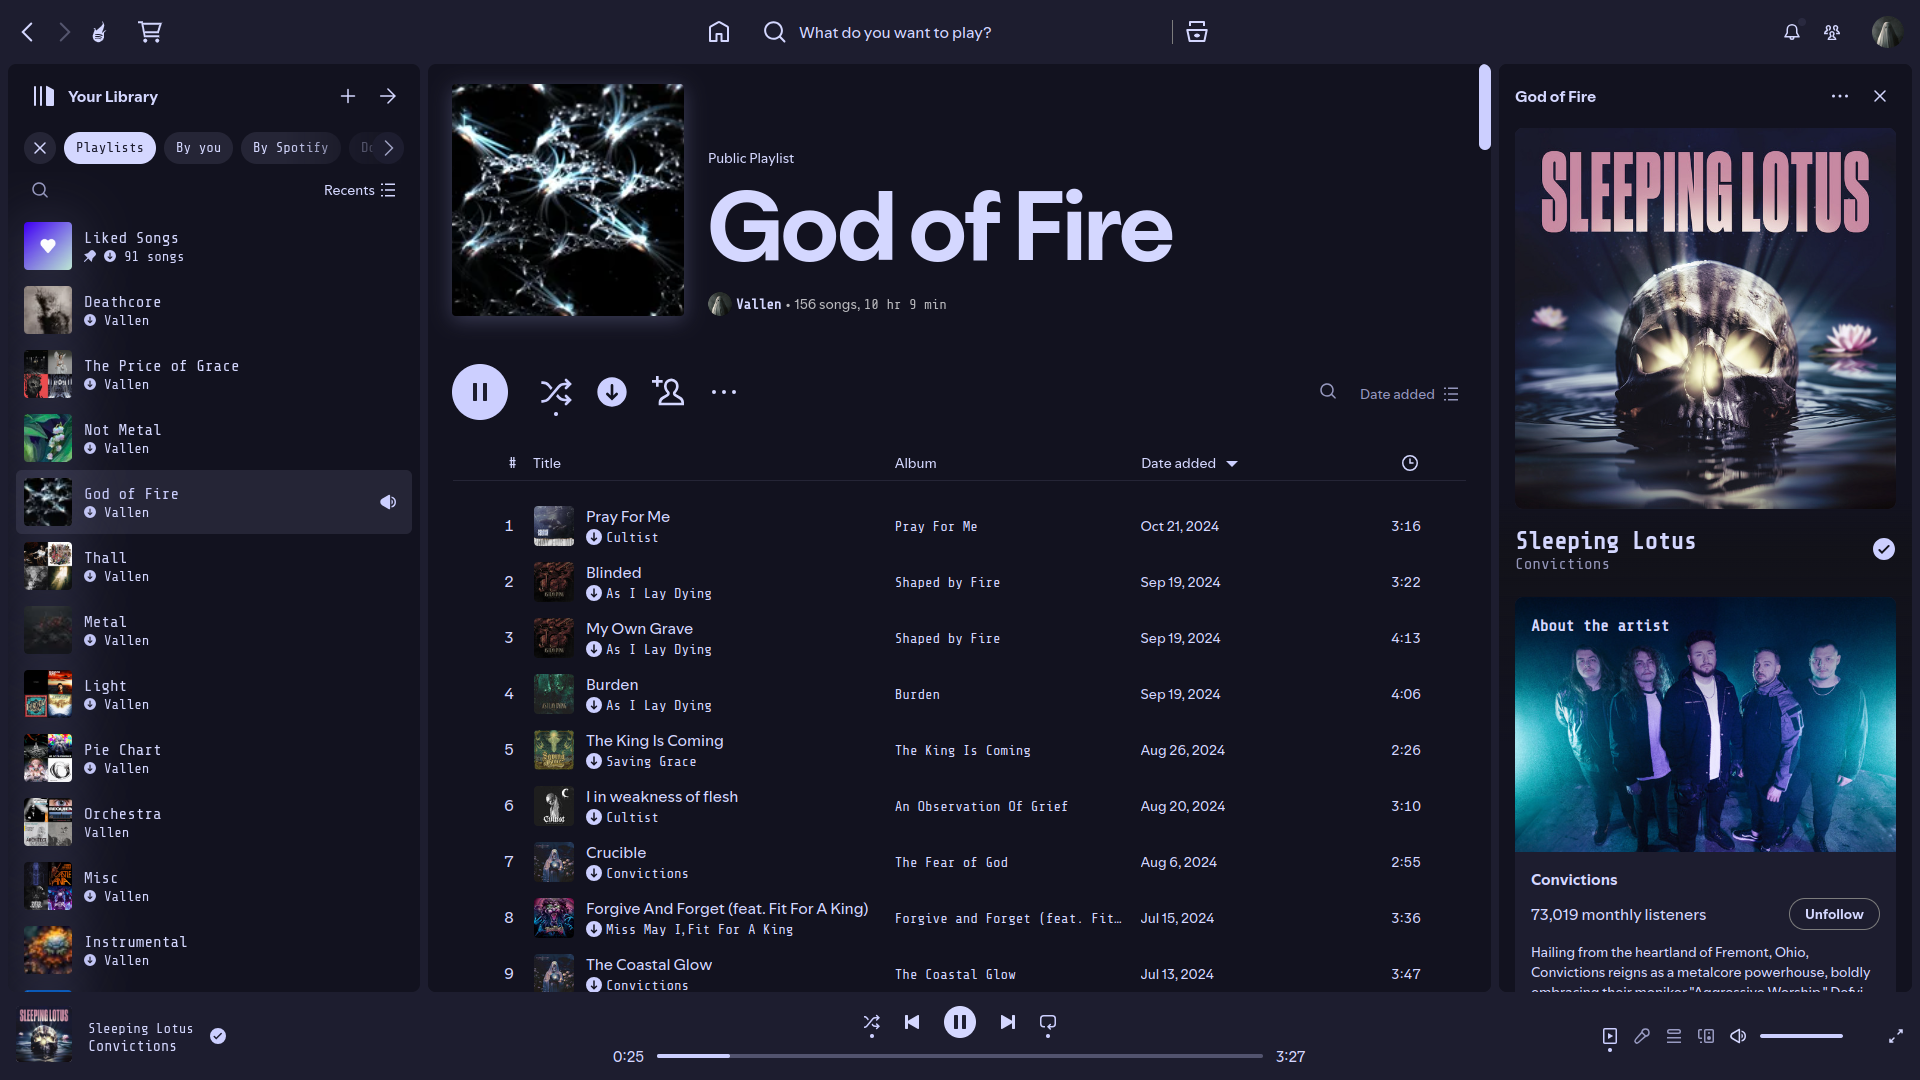 What do you want to play?
Your Library
Playlists
By you
By Spotify
Do
Recents
Liked Songs
91 songs
Deathcore
Vallen
The Price of Grace
Vallen
Not Metal
Vallen
God of Fire
Vallen
Thall
Vallen
Metal
Vallen
Light
Vallen
Pie Chart
Vallen
Orchestra
Vallen
Misc
Vallen
Instrumental
Vallen
Public Playlist
God of Fire
Vallen • 156 songs, 10 hr 9 min
Date added
# Title Album Date added
1 Pray For Me Cultist Pray For Me Oct 21, 2024 3:16
2 Blinded As I Lay Dying Shaped by Fire Sep 19, 2024 3:22
3 My Own Grave As I Lay Dying Shaped by Fire Sep 19, 2024 4:13
4 Burden As I Lay Dying Burden Sep 19, 2024 4:06
5 The King Is Coming Saving Grace The King Is Coming Aug 26, 2024 2:26
6 I in weakness of flesh Cultist An Observation Of Grief Aug 20, 2024 3:10
7 Crucible Convictions The Fear of God Aug 6, 2024 2:55
8 Forgive And Forget (feat. Fit For A King) Miss May I,Fit For A King Forgive and Forget (feat. Fit… Jul 15, 2024 3:36
9 The Coastal Glow Convictions The Coastal Glow Jul 13, 2024 3:47
God of Fire
SLEEPING LOTUS
Sleeping Lotus
Convictions
About the artist
Convictions
73,019 monthly listeners
Unfollow
Hailing from the heartland of Fremont, Ohio,
Convictions reigns as a metalcore powerhouse, boldly
embracing their moniker "Aggressive Worship." Defyi
SLEEPING LOTUS
Sleeping Lotus
Convictions
0:25
3:27